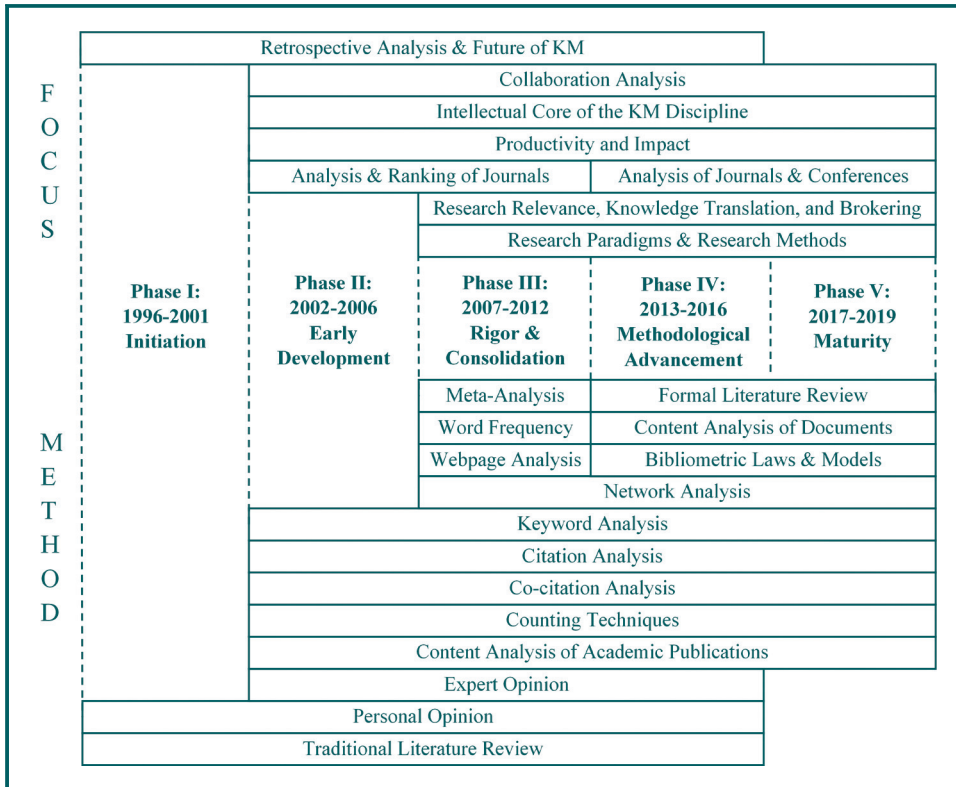 FOCUS
Retrospective Analysis & Future of KM
Collaboration Analysis
Intellectual Core of the KM Discipline
Productivity and Impact
Analysis & Ranking of Journals
Analysis of Journals & Conferences
Research Relevance, Knowledge Translation, and Brokering
Research Paradigms & Research Methods
Phase I:
1996-2001
Initiation
Phase II:
2002-2006
Early
Development
Phase III:
2007-2012
Rigor &
Consolidation
Phase IV:
2013-2016
Methodological
Advancement
Phase V:
2017-2019
Maturity
METHOD
Meta-Analysis
Formal Literature Review
Word Frequency
Content Analysis of Documents
Webpage Analysis
Bibliometric Laws & Models
Network Analysis
Keyword Analysis
Citation Analysis
Co-citation Analysis
Counting Techniques
Content Analysis of Academic Publications
Expert Opinion
Personal Opinion
Traditional Literature Review